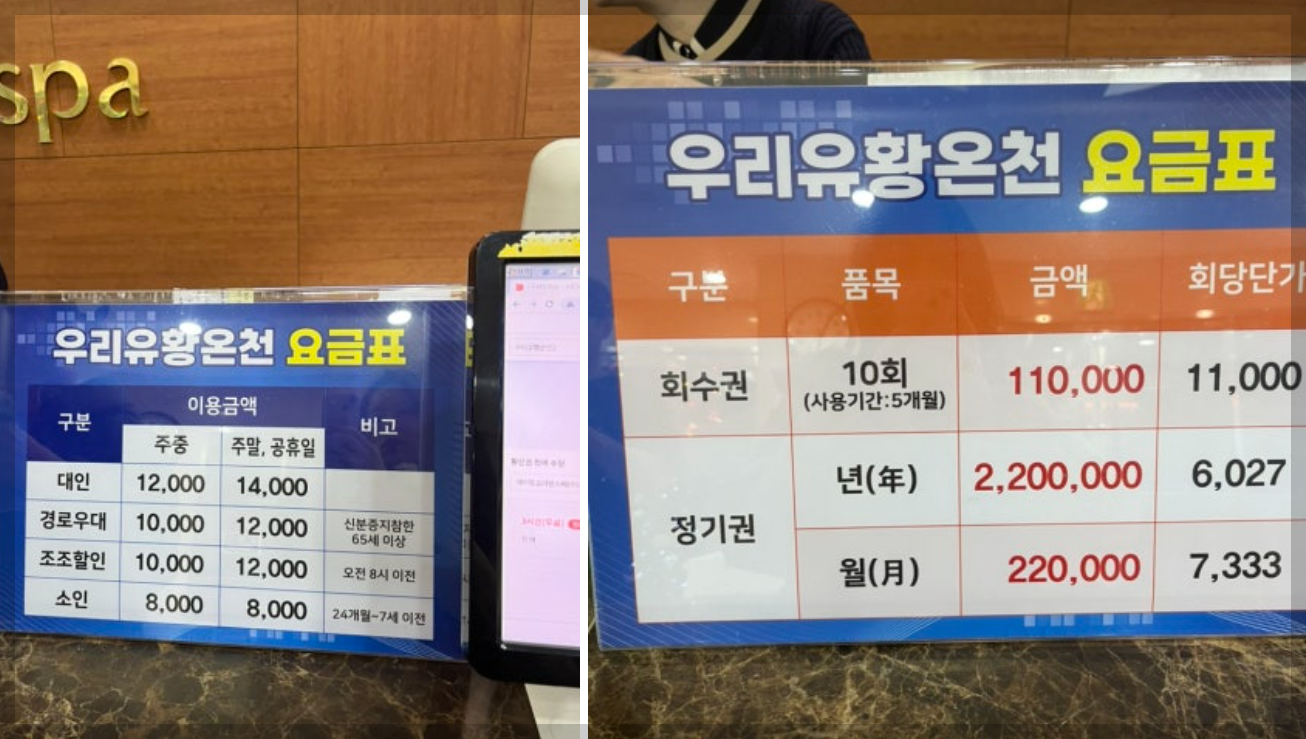 spa
우리유황온천 요금표
구분 이용금액 비고
주중 주말, 공휴일
대인 12,000 14,000
경로우대 10,000 12,000 신분증지참한
65세 이상
조조할인 10,000 12,000 오전 8시 이전
소인 8,000 8,000 24개월~7세 이전
우리유황온천 요금표
구분 품목 금액 회당단가
회수권 10회 110,000 11,000
(사용기간:5개월)
정기권 년(年) 2,200,000 6,027
월(月) 220,000 7,333